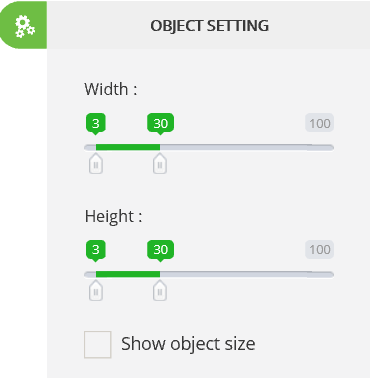 OBJECT SETTING
Width :
3 30 100
Height :
3 30 100
Show object size